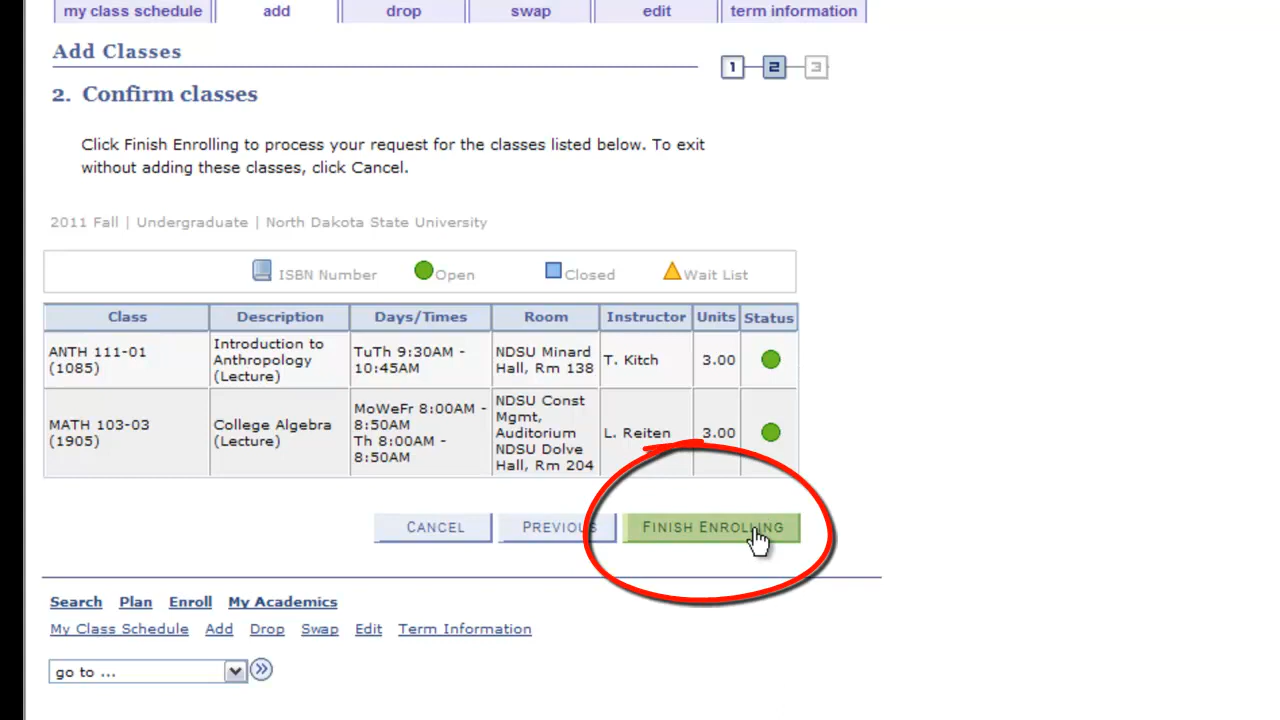 my class schedule add drop swap edit term information
Add Classes
1 2 3
2. Confirm classes
Click Finish Enrolling to process your request for the classes listed below. To exit
without adding these classes, click Cancel.
2011 Fall | Undergraduate | North Dakota State University
ISBN Number Open Closed Wait List
Class Description Days/Times Room Instructor Units Status
ANTH 111-01
(1085)
Introduction to
Anthropology
(Lecture)
TuTh 9:30AM -
10:45AM
NDSU Minard
Hall, Rm 138
T. Kitch
3.00
MATH 103-03
(1905)
College Algebra
(Lecture)
MoWeFr 8:00AM -
8:50AM
Th 8:00AM -
8:50AM
NDSU Const
Mgmt,
Auditorium
NDSU Dolve
Hall, Rm 204
L. Reiten
3.00
CANCEL PREVIOUS FINISH ENROLLING
Search Plan Enroll My Academics
My Class Schedule Add Drop Swap Edit Term Information
go to ...